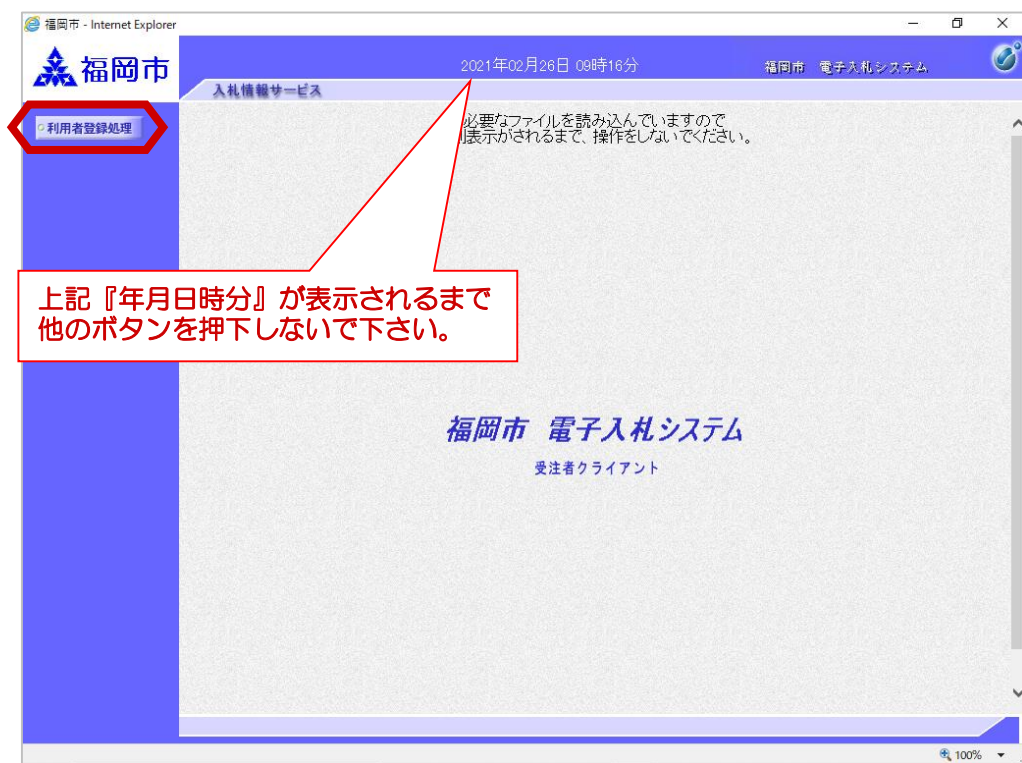 福岡市 - Internet Explorer
福岡市
2021年02月26日 09時16分
福岡市 電子入札システム
入札情報サービス
利用者登録処理
必要なファイルを読み込んでいますので
表示がされるまで、操作をしないでください。
上記『年月日時分』が表示されるまで
他のボタンを押下しないで下さい。
福岡市 電子入札システム
受注者クライアント
100%